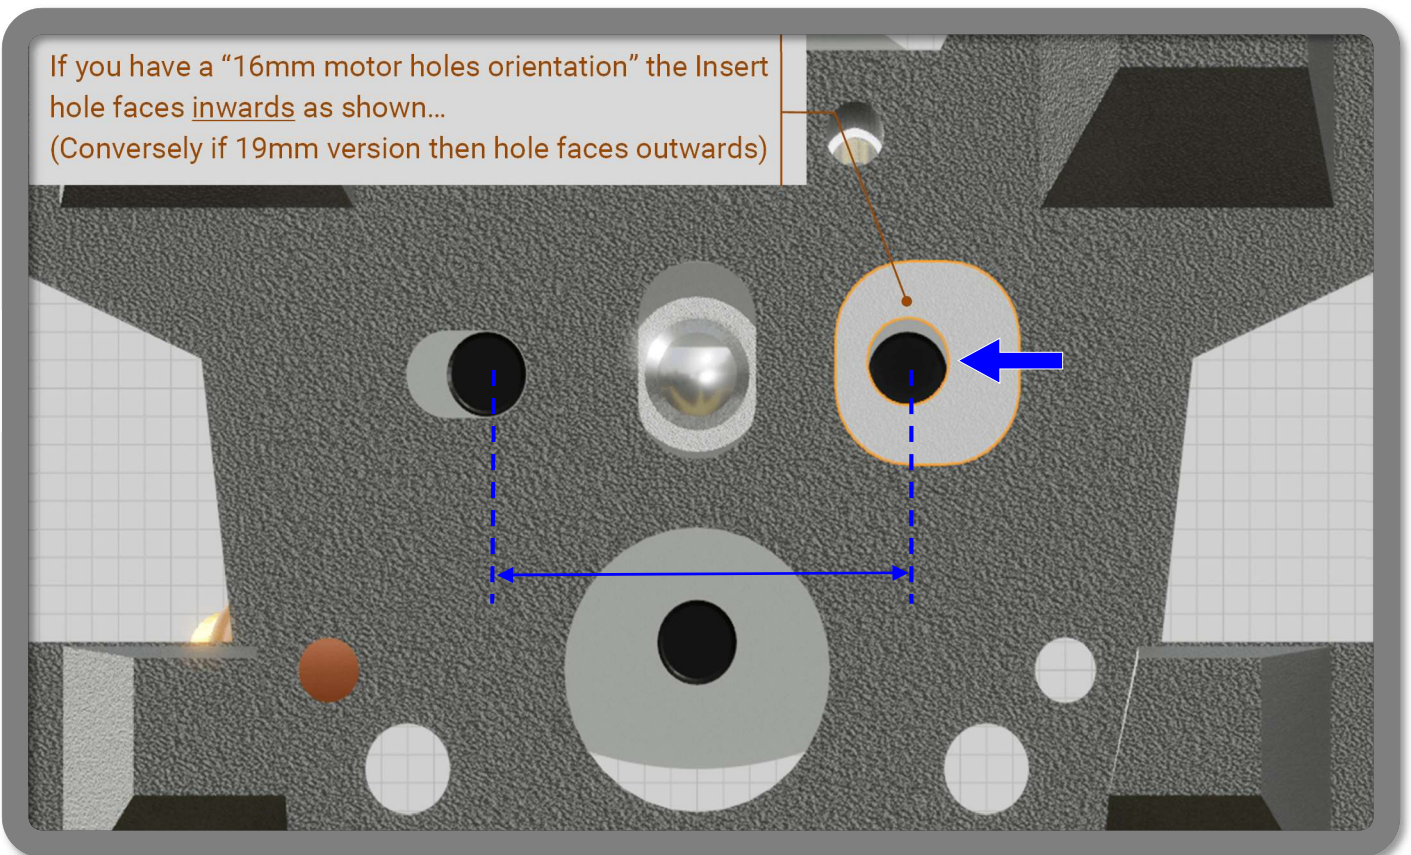 If you have a “16mm motor holes orientation” the Insert
hole faces inwards as shown...
(Conversely if 19mm version then hole faces outwards)